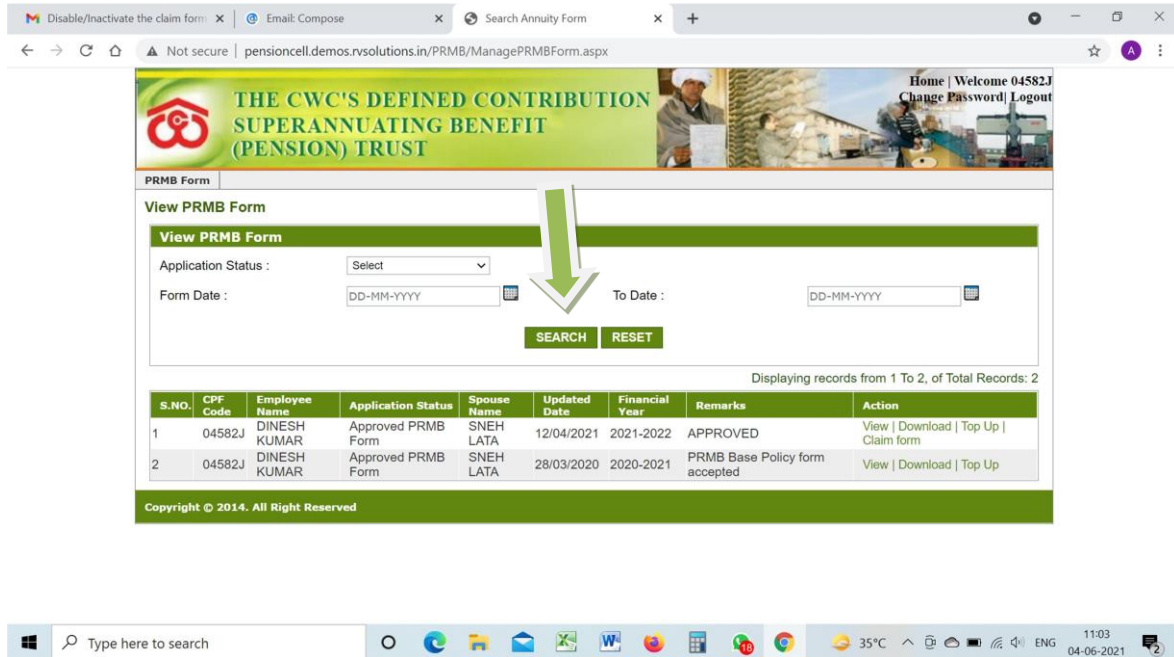 Disable/Inactivate the claim form Email: Compose Search Annuity Form
Not secure | pensioncell.demos.rvsolutions.in/PRMB/ManagePRMBForm.aspx A
THE CWC'S DEFINED CONTRIBUTION
SUPERANNUATING BENEFIT
(PENSION) TRUST
Home | Welcome 04582J
Change Password| Logout
PRMB Form
View PRMB Form
View PRMB Form
Application Status : Select
Form Date : DD-MM-YYYY To Date : DD-MM-YYYY
SEARCH RESET
Displaying records from 1 To 2, of Total Records: 2
S.NO. CPF Code Employee Name Application Status Spouse Name Updated Date Financial Year Remarks Action
1 04582J DINESH KUMAR Approved PRMB Form SNEH LATA 12/04/2021 2021-2022 APPROVED View | Download | Top Up | Claim form
2 04582J DINESH KUMAR Approved PRMB Form SNEH LATA 28/03/2020 2020-2021 PRMB Base Policy form accepted View | Download | Top Up
Copyright © 2014. All Right Reserved
Type here to search 18 35°C ENG 11:03
04-06-2021 2